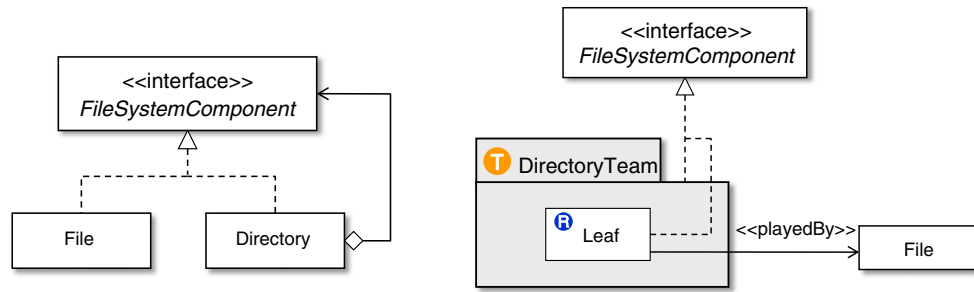 <<interface>>
FileSystemComponent
File
Directory
<<interface>>
FileSystemComponent
T DirectoryTeam
R Leaf
<<playedBy>>
File